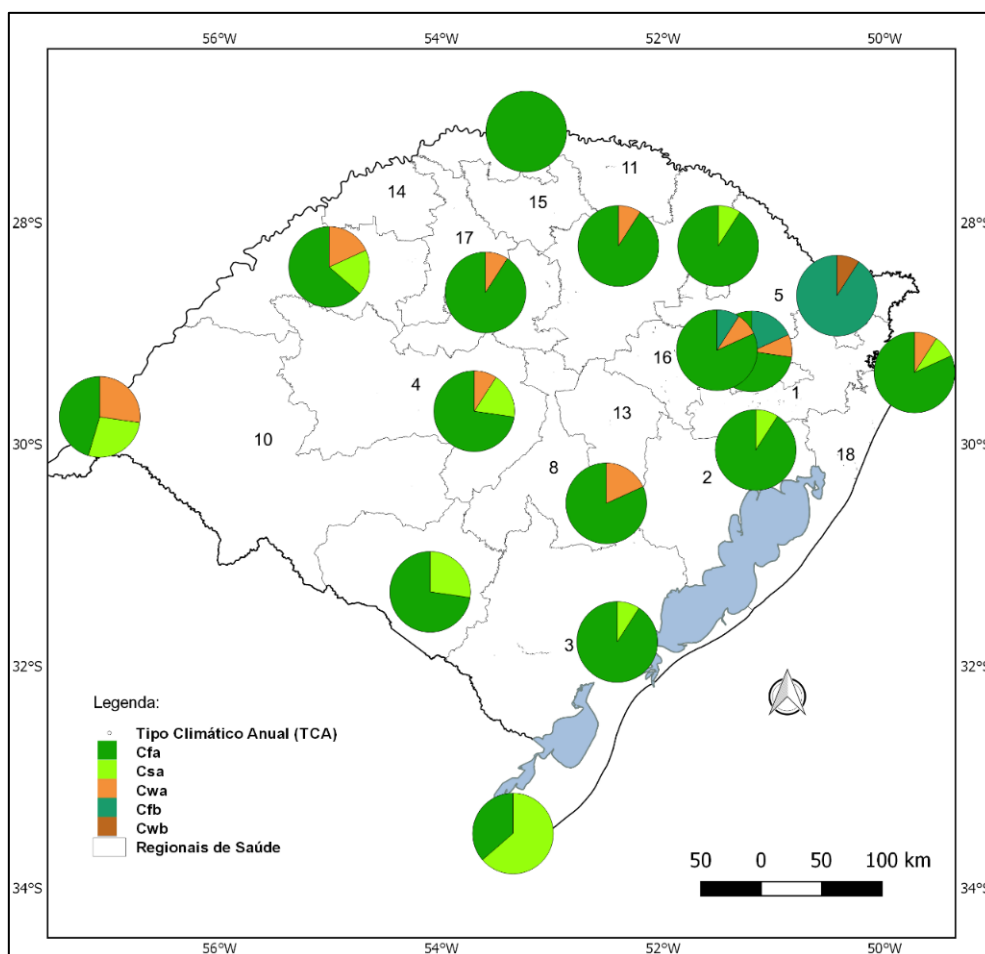 56°W 54°W 52°W 50°W
11
14
15
28°S 28°S
17
5
16
4
1
13
10 30°S 30°S
18
8
2
3
32°S 32°S
Legenda:
Tipo Climático Anual (TCA)
Cfa
Csa
Cwa
Cfb
Cwb
Regionais de Saúde
50 0 50 100 km
34°S 34°S
56°W 54°W 52°W 50°W